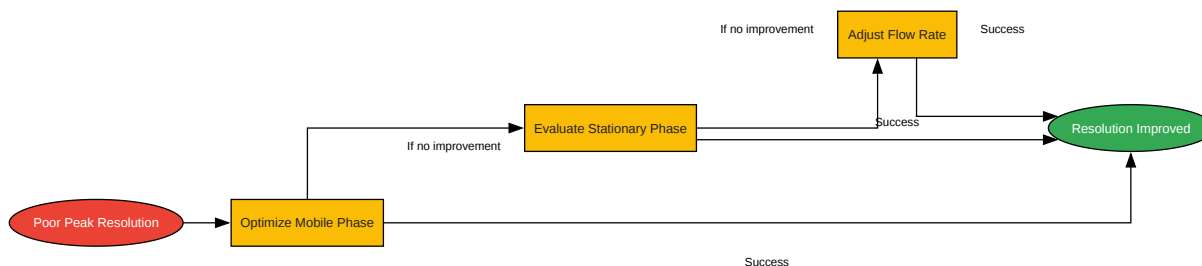 If no improvement
Adjust Flow Rate
Success
Evaluate Stationary Phase
Success
Resolution Improved
If no improvement
Poor Peak Resolution
Optimize Mobile Phase
Success